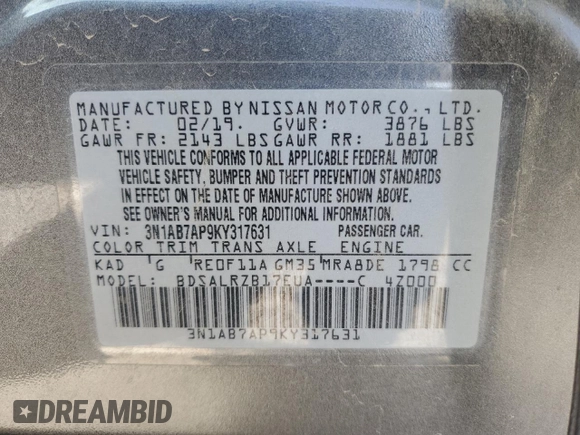 MANUFACTURED BY NISSAN MOTOR CO., LTD.
DATE: 02/19. GVWR: 3876 LBS
GAWR FR: 2143 LBS GAWR RR: 1881 LBS
THIS VEHICLE CONFORMS TO ALL APPLICABLE FEDERAL MOTOR
VEHICLE SAFETY, BUMPER AND THEFT PREVENTION STANDARDS
IN EFFECT ON THE DATE OF MANUFACTURE SHOWN ABOVE.
SEE OWNER'S MANUAL FOR ADDITIONAL INFORMATION.
VIN: 3N1AB7AP9KY317631 PASSENGER CAR.
COLOR TRIM TRANS AXLE ENGINE
KAD G RE0F11A GM35 MRA8DE 1798 CC
MODEL: BDSALRZB17EUA----C 4Z000
3N1AB7AP9KY317631
DREAMBID